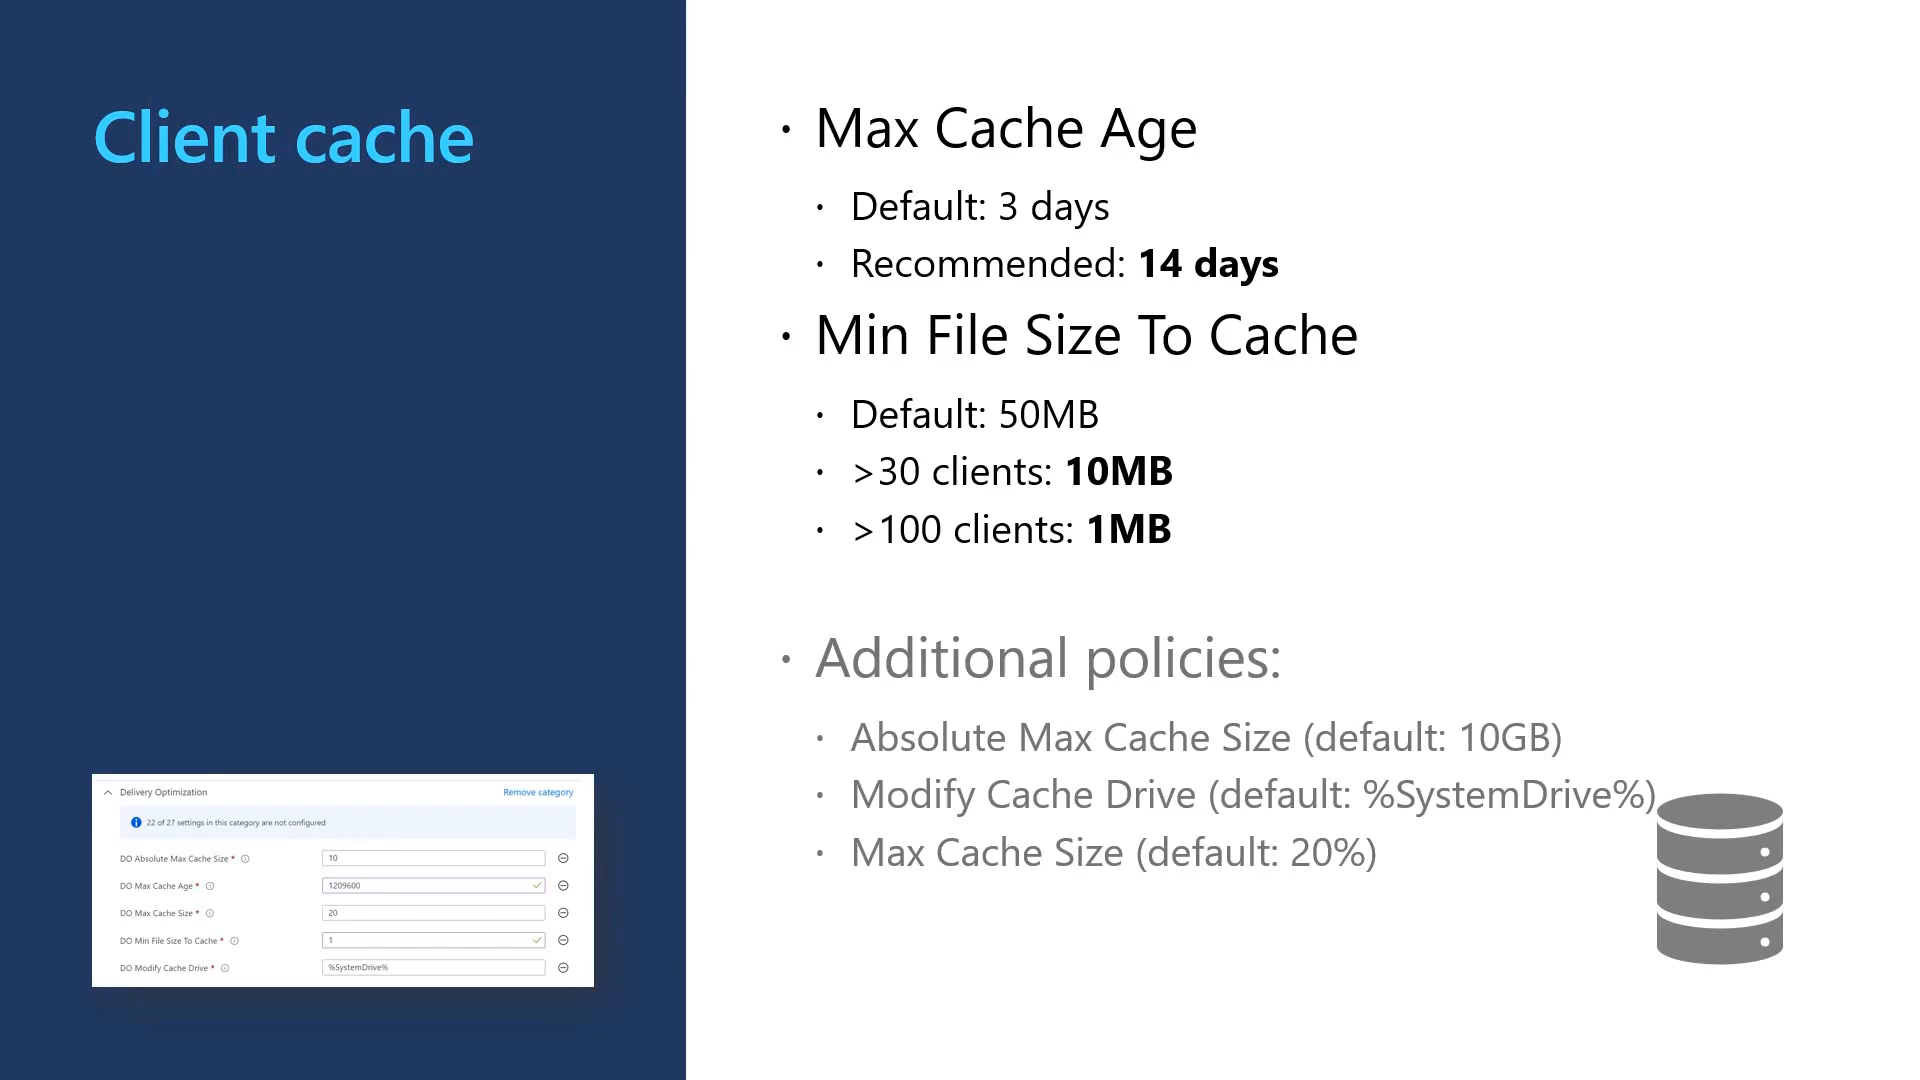 Client cache
· Max Cache Age
· Default: 3 days
· Recommended: 14 days
· Min File Size To Cache
· Default: 50MB
· >30 clients: 10MB
· >100 clients: 1MB
· Additional policies:
· Absolute Max Cache Size (default: 10GB)
· Modify Cache Drive (default: %SystemDrive%)
· Max Cache Size (default: 20%)
Delivery Optimization Remove category
22 of 27 settings in this category are not configured
DO Absolute Max Cache Size * 10
DO Max Cache Age * 1209600
DO Max Cache Size * 20
DO Min File Size To Cache * 1
DO Modify Cache Drive * %SystemDrive%